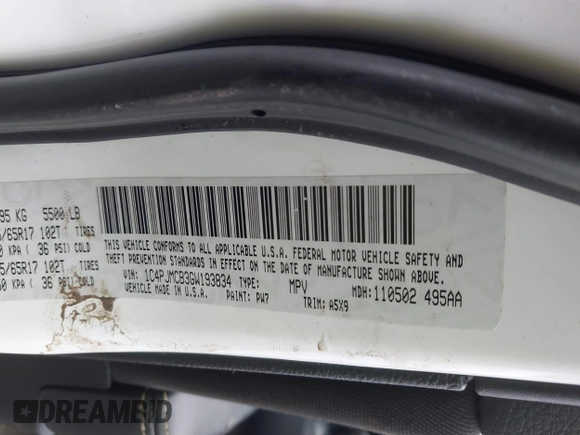 95 KG 5500 LB
/65R17 102T TIRES
0 KPA ( 36 PSI) COLD
5/65R17 102T TIRES
50 KPA ( 36 PSI) COLD
THIS VEHICLE CONFORMS TO ALL APPLICABLE U.S.A. FEDERAL MOTOR VEHICLE SAFETY AND
THEFT PREVENTION STANDARDS IN EFFECT ON THE DATE OF MANUFACTURE SHOWN ABOVE.
VIN: 1C4PJMCB3GW193834 TYPE: MPV MDH: 110502 495AA
VEHICLE MADE IN U.S.A. PAINT: PW7 TRIM: A5X9
DREAMBID